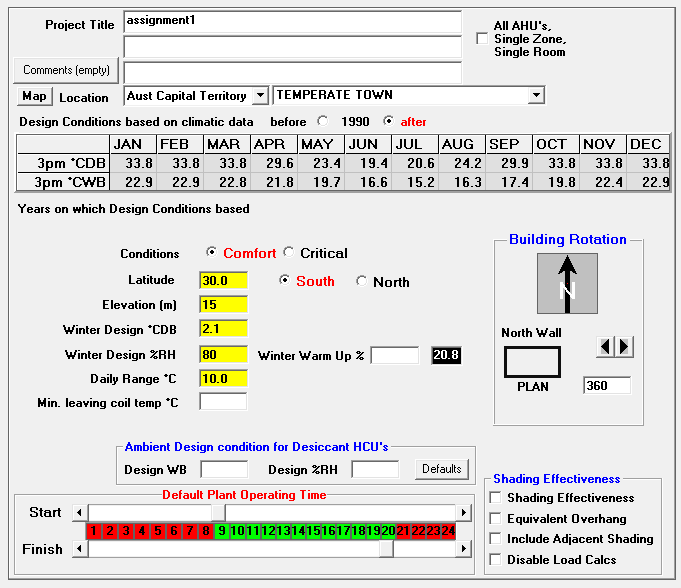 Project Title assignment1
All AHU's,
Single Zone,
Single Room
Comments (empty)
Map Location Aust Capital Territory TEMPERATE TOWN
Design Conditions based on climatic data before 1990 after
JAN FEB MAR APR MAY JUN JUL AUG SEP OCT NOV DEC
3pm °CDB 33.8 33.8 33.8 29.6 23.4 19.4 20.6 24.2 29.9 33.8 33.8 33.8
3pm °CWB 22.9 22.9 22.8 21.8 19.7 16.6 15.2 16.3 17.4 19.8 22.4 22.9
Years on which Design Conditions based
Conditions Comfort Critical
Latitude 30.0 South North
Elevation (m) 15
Winter Design °CDB 2.1
Winter Design %RH 80 Winter Warm Up % 20.8
Daily Range °C 10.0
Min. leaving coil temp °C
Building Rotation
N
North Wall
PLAN 360
Ambient Design condition for Desiccant HCU's
Design WB Design %RH Defaults
Default Plant Operating Time
Start
1 2 3 4 5 6 7 8 9 10 11 12 13 14 15 16 17 18 19 20 21 22 23 24
Finish
Shading Effectiveness
Shading Effectiveness
Equivalent Overhang
Include Adjacent Shading
Disable Load Calcs